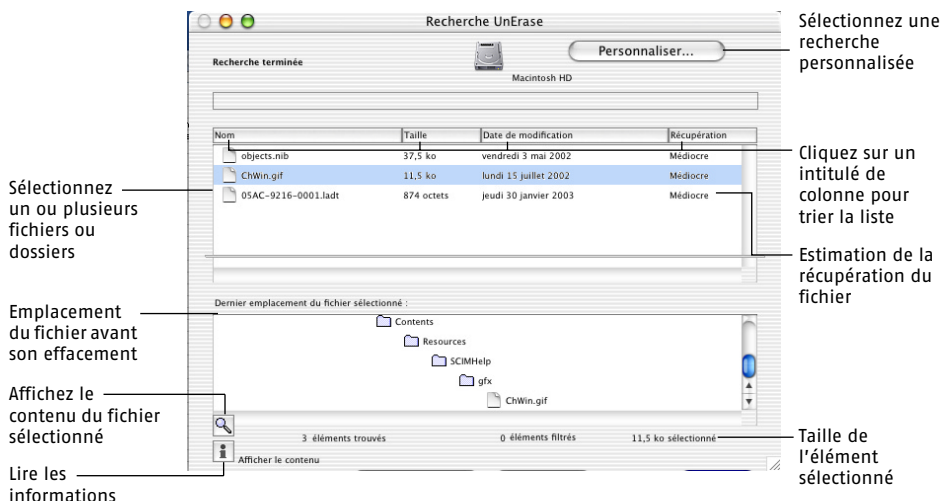 Recherche UnErase
Recherche terminée
Personnaliser...
Macintosh HD
Nom Taille Date de modification Récupération
objects.nib 37,5 ko vendredi 3 mai 2002 Médiocre
ChWin.gif 11,5 ko lundi 15 juillet 2002 Médiocre
05AC-9216-0001.ladt 874 octets jeudi 30 janvier 2003 Médiocre
Dernier emplacement du fichier sélectionné :
Contents
Resources
SCIMHelp
gfx
ChWin.gif
3 éléments trouvés 0 éléments filtrés 11,5 ko sélectionné
Afficher le contenu
Sélectionnez
un ou plusieurs
fichiers ou
dossiers
Emplacement
du fichier avant
son effacement
Affichez le
contenu du fichier
sélectionné
Lire les
informations
Sélectionnez une
recherche
personnalisée
Cliquez sur un
intitulé de
colonne pour
trier la liste
Estimation de la
récupération du
fichier
Taille de
l'élément
sélectionné